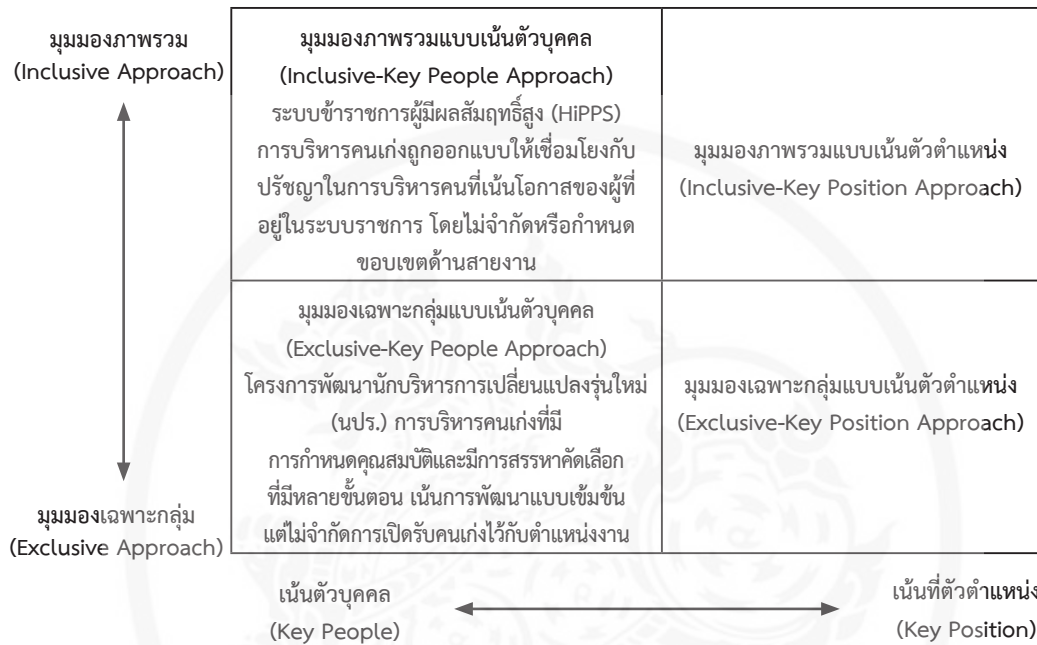 มุมมองภาพรวม
(Inclusive Approach)
มุมมองภาพรวมแบบเน้นตัวบุคคล
(Inclusive-Key People Approach)
ระบบข้าราชการผู้มีผลสัมฤทธิ์สูง (HiPPS)
การบริหารคนเก่งถูกออกแบบให้เชื่อมโยงกับ
ปรัชญาในการบริหารคนที่เน้นโอกาสของผู้ที่
อยู่ในระบบราชการ โดยไม่จำกัดหรือกำหนด
ขอบเขตด้านสายงาน
มุมมองภาพรวมแบบเน้นตัวตำแหน่ง
(Inclusive-Key Position Approach)
มุมมองเฉพาะกลุ่มแบบเน้นตัวบุคคล
(Exclusive-Key People Approach)
โครงการพัฒนานักบริหารการเปลี่ยนแปลงรุ่นใหม่
(นปร.) การบริหารคนเก่งที่มี
การกำหนดคุณสมบัติและมีการสรรหาคัดเลือก
ที่มีหลายขั้นตอน เน้นการพัฒนาแบบเข้มข้น
แต่ไม่จำกัดการเปิดรับคนเก่งไว้กับตำแหน่งงาน
มุมมองเฉพาะกลุ่มแบบเน้นตัวตำแหน่ง
(Exclusive-Key Position Approach)
มุมมองเฉพาะกลุ่ม
(Exclusive Approach)
เน้นตัวบุคคล
(Key People)
เน้นที่ตัวตำแหน่ง
(Key Position)